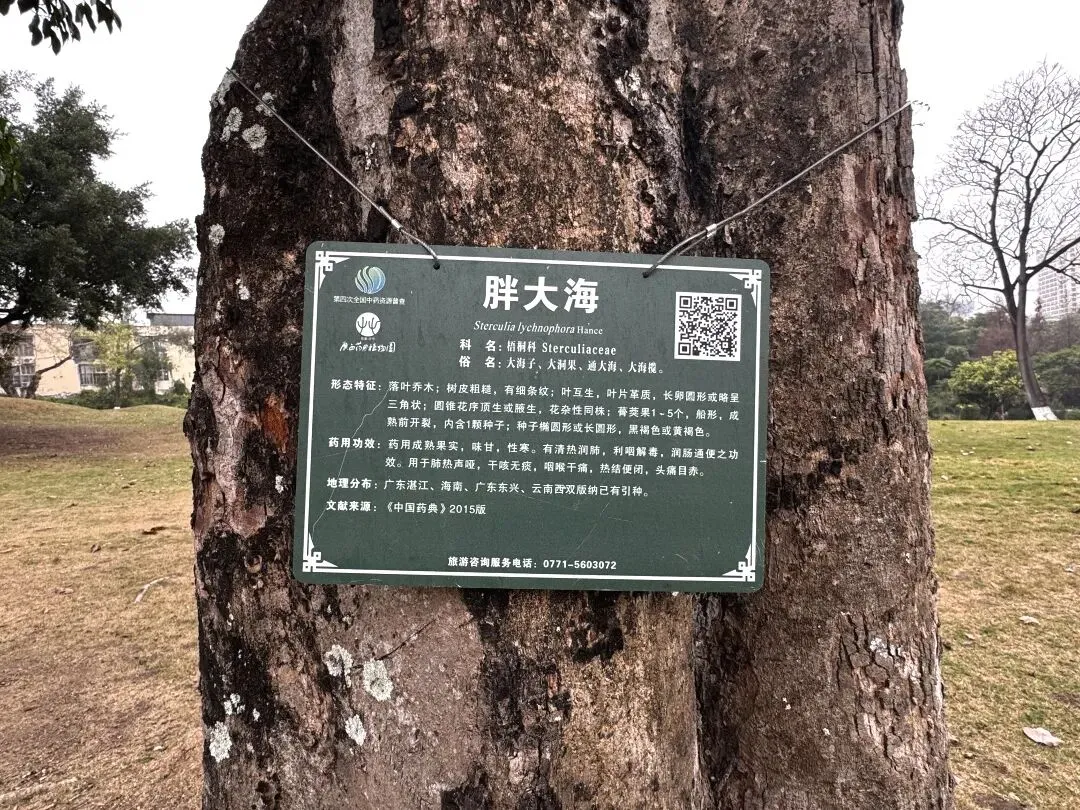 第四次全国中药资源普查
广西药用植物园
胖大海
Sterculia lychnophora Hance
科 名：梧桐科 Sterculiaceae
俗 名：大海子、大洞果、通大海、大海榄。
形态特征：落叶乔木；树皮粗糙，有细条纹；叶互生，叶片革质，长卵圆形或略呈
三角状；圆锥花序顶生或腋生，花杂性同株；蓇葖果1~5个，船形，成
熟前开裂，内含1颗种子；种子椭圆形或长圆形，黑褐色或黄褐色。
药用功效：药用成熟果实，味甘，性寒。有清热润肺，利咽解毒，润肠通便之功
效。用于肺热声哑，干咳无痰，咽喉干痛，热结便闭，头痛目赤。
地理分布：广东湛江、海南、广东东兴、云南西双版纳已有引种。
文献来源：《中国药典》2015版
旅游咨询服务电话：0771-5603072